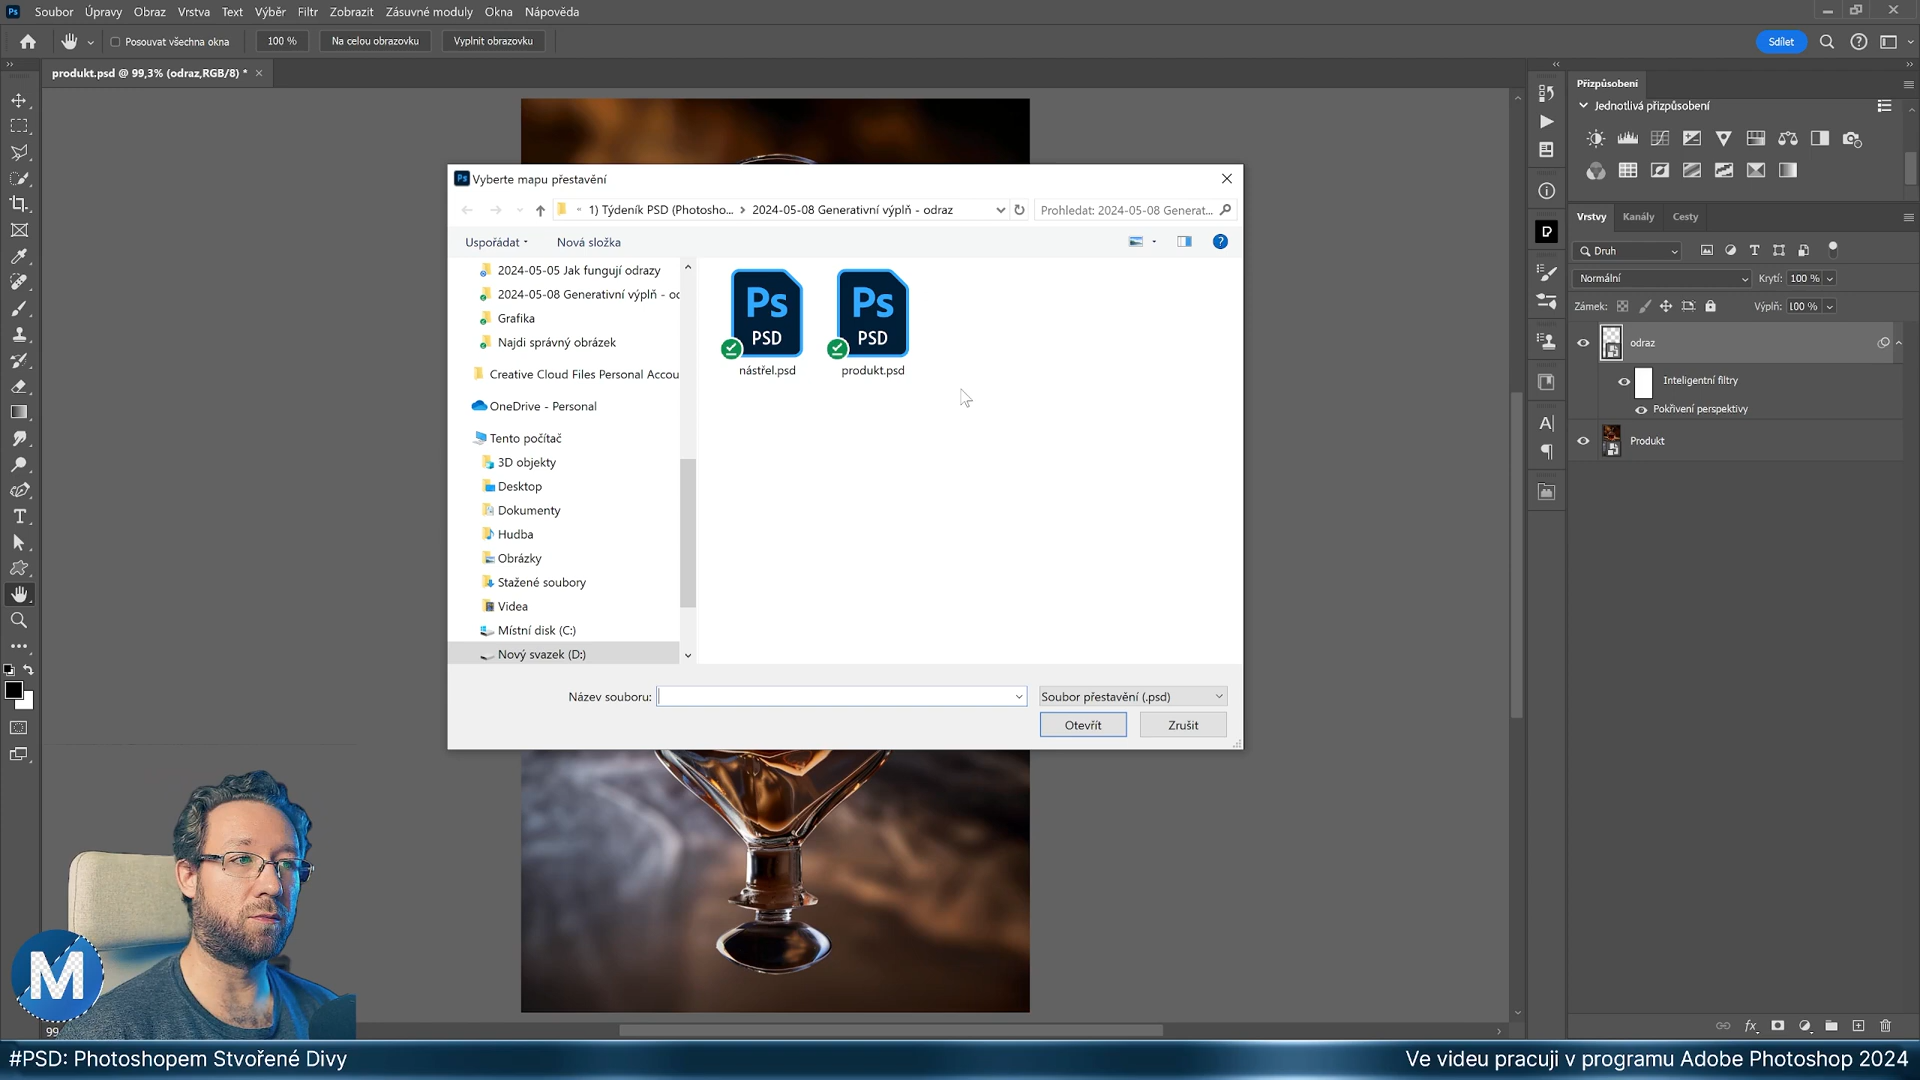 Ps Soubor Úpravy Obraz Vrstva Text Výběr Filtr Zobrazit Zásuvné moduly Okna Nápověda
Posouvat všechna okna 100 % Na celou obrazovku Vyplnit obrazovku Sdílet
produkt.psd @ 99,3% (odraz,RGB/8) *
Vyberte mapu přestavění
« 1) Týdeník PSD (Photosho... > 2024-05-08 Generativní výplň - odraz
Prohledat: 2024-05-08 Generat...
Uspořádat Nová složka
2024-05-05 Jak fungují odrazy
2024-05-08 Generativní výplň - od
Grafika
Najdi správný obrázek
Creative Cloud Files Personal Accou
OneDrive - Personal
Tento počítač
3D objekty
Desktop
Dokumenty
Hudba
Obrázky
Stažené soubory
Videa
Místní disk (C:)
Nový svazek (D:)
Ps PSD
nástřel.psd
Ps PSD
produkt.psd
Název souboru:
Soubor přestavění (.psd)
Otevřít Zrušit
Přizpůsobení
Jednotlivá přizpůsobení
Vrstvy Kanály Cesty
Druh
Normální Krytí: 100 %
Zámek: Výplň: 100 %
odraz
Inteligentní filtry
Pokřivení perspektivy
Produkt
M
99
#PSD: Photoshopem Stvořené Divy
Ve videu pracuji v programu Adobe Photoshop 2024